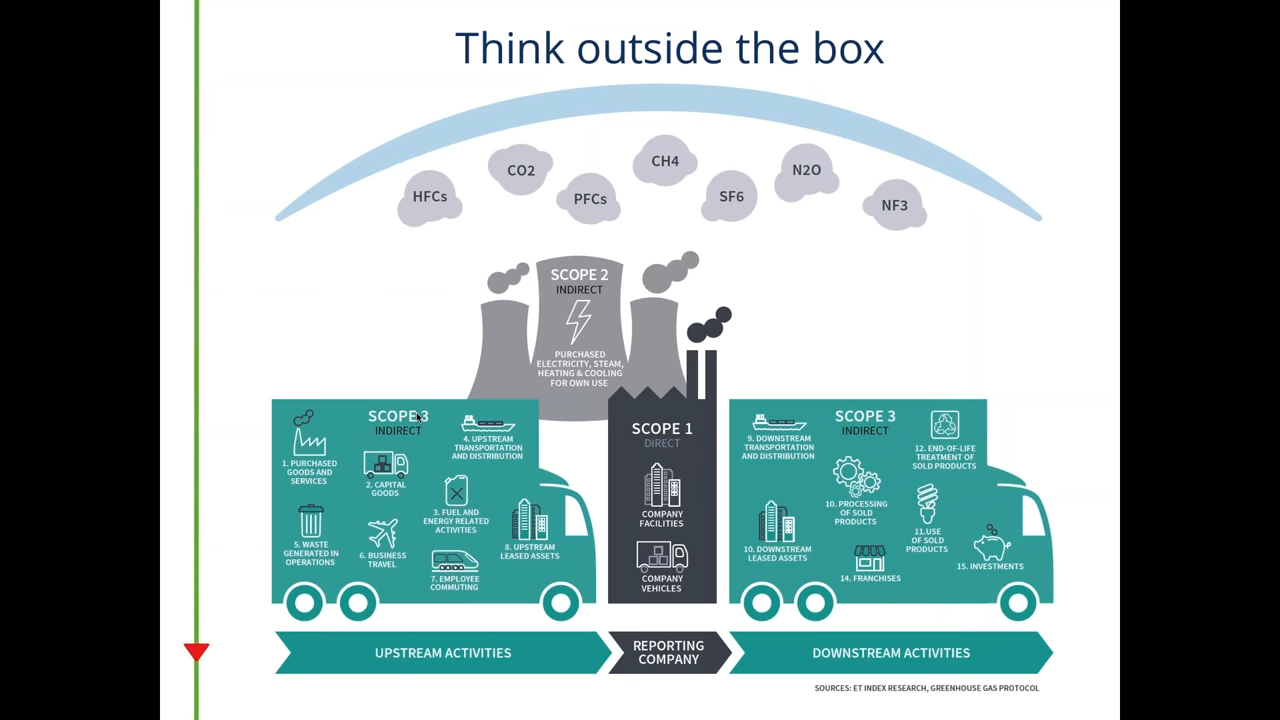 Think outside the box
HFCs
CO2
PFCs
CH4
SF6
N2O
NF3
SCOPE 2
INDIRECT
PURCHASED
ELECTRICITY, STEAM,
HEATING & COOLING
FOR OWN USE
SCOPE 3
INDIRECT
1. PURCHASED
GOODS AND
SERVICES
2. CAPITAL
GOODS
3. FUEL AND
ENERGY RELATED
ACTIVITIES
4. UPSTREAM
TRANSPORTATION
AND DISTRIBUTION
5. WASTE
GENERATED IN
OPERATIONS
6. BUSINESS
TRAVEL
7. EMPLOYEE
COMMUTING
8. UPSTREAM
LEASED ASSETS
SCOPE 1
DIRECT
COMPANY
FACILITIES
COMPANY
VEHICLES
SCOPE 3
INDIRECT
9. DOWNSTREAM
TRANSPORTATION
AND DISTRIBUTION
10. PROCESSING
OF SOLD
PRODUCTS
12. END-OF-LIFE
TREATMENT OF
SOLD PRODUCTS
10. DOWNSTREAM
LEASED ASSETS
11.USE
OF SOLD
PRODUCTS
14. FRANCHISES
15. INVESTMENTS
UPSTREAM ACTIVITIES
REPORTING
COMPANY
DOWNSTREAM ACTIVITIES
SOURCES: ET INDEX RESEARCH, GREENHOUSE GAS PROTOCOL